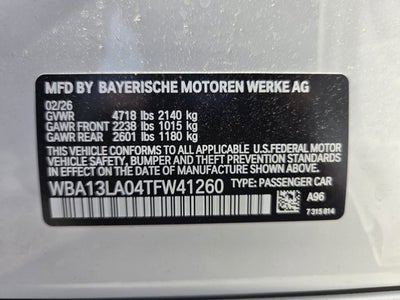 MFD BY BAYERISCHE MOTOREN WERKE AG
02/26
GVWR 4718 lbs 2140 kg
GAWR FRONT 2238 lbs 1015 kg
GAWR REAR 2601 lbs 1180 kg
THIS VEHICLE CONFORMS TO ALL APPLICABLE
U.S.FEDERAL MOTOR
VEHICLE SAFETY, BUMPER AND THEFT PREVENTION
STANDARDS IN EFFECT ON THE DATE OF
MANUFACTURE SHOWN ABOVE.
WBA13LA04TFW41260 TYPE: PASSENGER CAR
A96
7 315 814